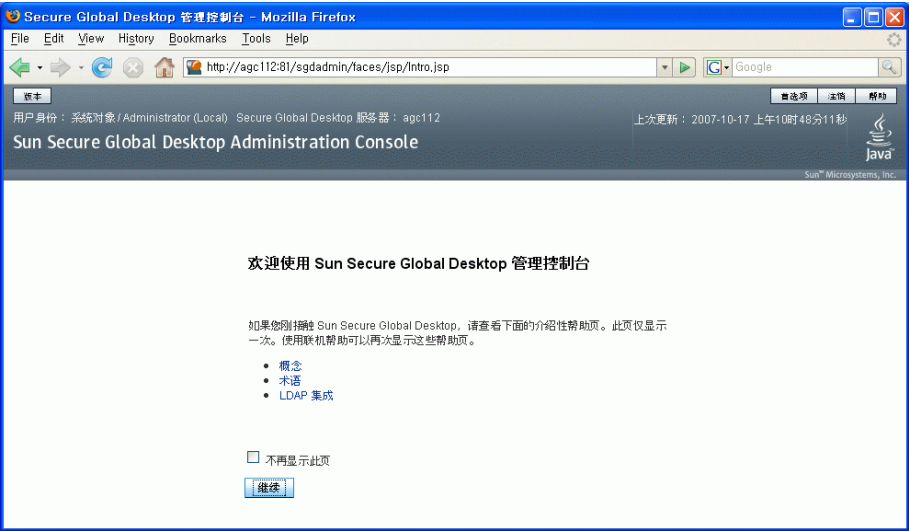 Secure Global Desktop 管理控制台 - Mozilla Firefox
File Edit View History Bookmarks Tools Help
http://agc112:81/sgdadmin/faces/jsp/Intro.jsp
G Google
版本
首选项 注销 帮助
用户身份： 系统对象/Administrator (Local) Secure Global Desktop 服务器： agc112
上次更新： 2007-10-17 上午10时48分11秒
Sun Secure Global Desktop Administration Console
Java™
Sun™ Microsystems, Inc.
欢迎使用 Sun Secure Global Desktop 管理控制台
如果您刚接触 Sun Secure Global Desktop，请查看下面的介绍性帮助页。此页仅显示
一次。使用联机帮助可以再次显示这些帮助页。
概念
术语
LDAP 集成
不再显示此页
继续